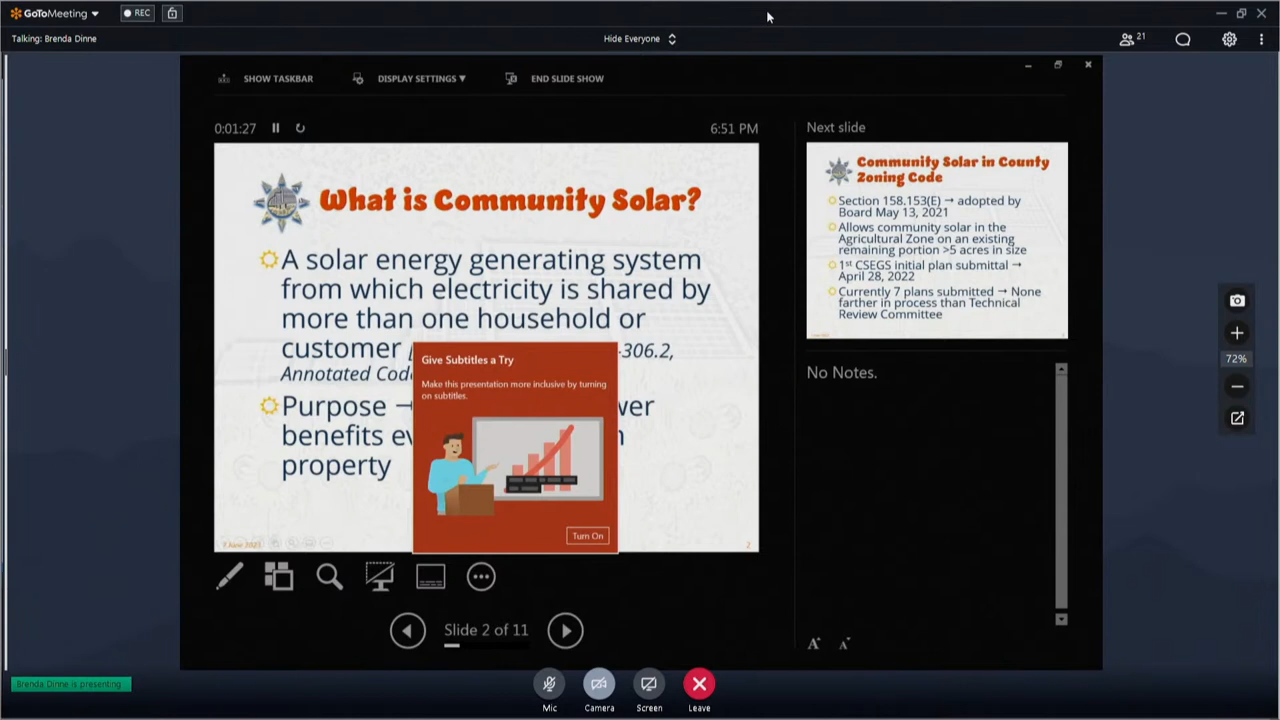 GoToMeeting
REC
Talking: Brenda Dinne
Hide Everyone
21
SHOW TASKBAR
DISPLAY SETTINGS
END SLIDE SHOW
0:01:27
6:51 PM
What is Community Solar?
A solar energy generating system
from which electricity is shared by
more than one household or
customer
-306.2,
Annotated
Purpose →
benefits
property
7 June 2023
2
Give Subtitles a Try
Make this presentation more inclusive by turning
on subtitles.
Turn On
Slide 2 of 11
Next slide
Community Solar in County
Zoning Code
Section 158.153(E) → adopted by
Board May 13, 2021
Allows community solar in the
Agricultural Zone on an existing
remaining portion >5 acres in size
1st CSEGS initial plan submittal →
April 28, 2022
Currently 7 plans submitted → None
farther in process than Technical
Review Committee
No Notes.
A A
72%
Brenda Dinne is presenting
Mic
Camera
Screen
Leave